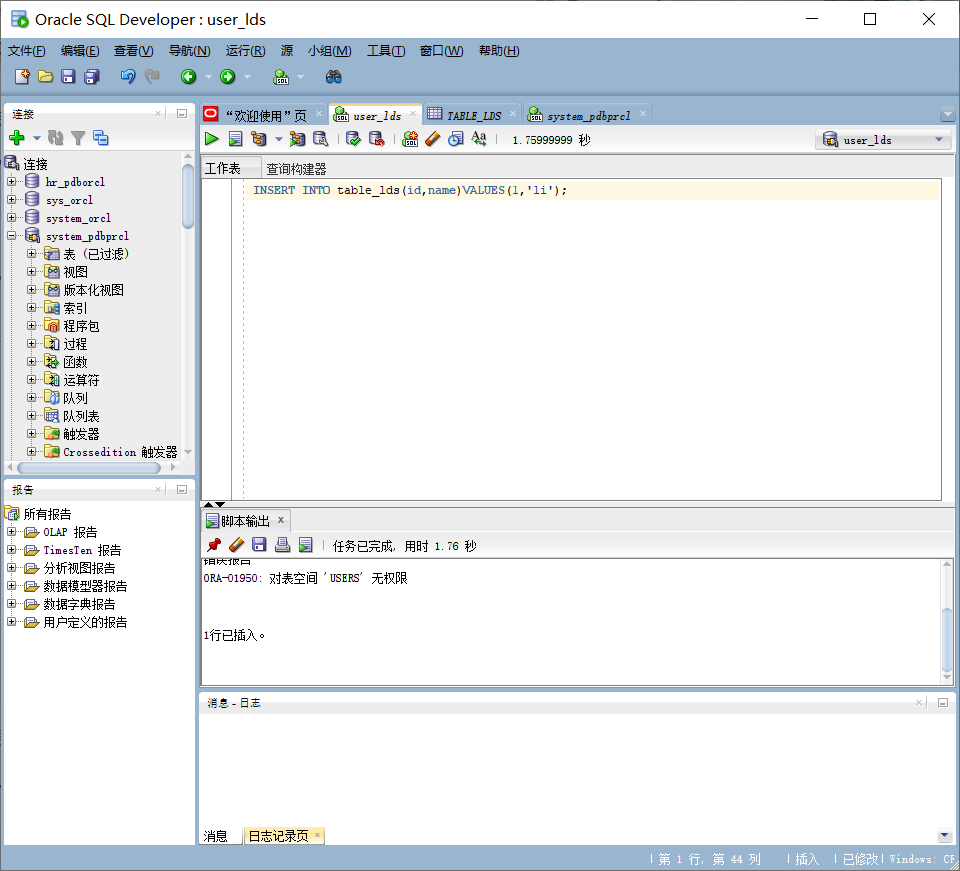 Oracle SQL Developer : user_lds
文件(F) 编辑(E) 查看(V) 导航(N) 运行(R) 源 小组(M) 工具(T) 窗口(W) 帮助(H)
连接
连接
hr_pdborcl
sys_orcl
system_orcl
system_pdbprcl
表 (已过滤)
视图
版本化视图
索引
程序包
过程
函数
运算符
队列
队列表
触发器
Crossedition 触发器
报告
所有报告
OLAP 报告
TimesTen 报告
分析视图报告
数据模型器报告
数据字典报告
用户定义的报告
“欢迎使用”页 user_lds TABLE_LDS system_pdbprcl
1.75999999 秒 user_lds
工作表 查询构建器
INSERT INTO table_lds(id,name)VALUES(1,'li');
脚本输出
任务已完成, 用时 1.76 秒
错误报告
ORA-01950: 对表空间 'USERS' 无权限
1行已插入。
消息 - 日志
消息 日志记录页
第 1 行, 第 44 列 插入 已修改 Windows: CR